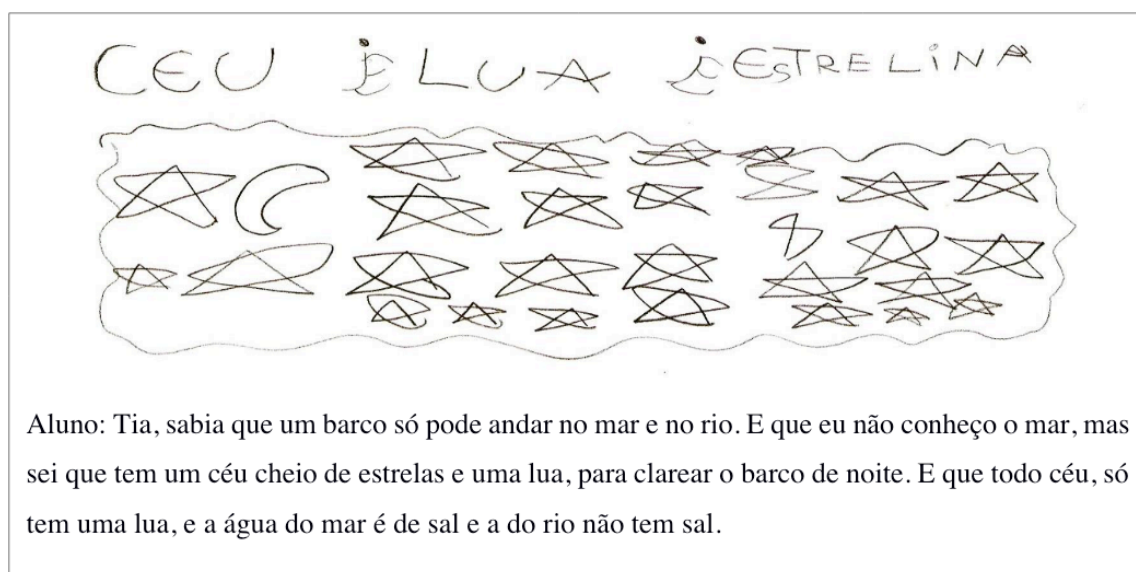 CEU E LUA E ESTRELINA
Aluno: Tia, sabia que um barco só pode andar no mar e no rio. E que eu não conheço o mar, mas
sei que tem um céu cheio de estrelas e uma lua, para clarear o barco de noite. E que todo céu, só
tem uma lua, e a água do mar é de sal e a do rio não tem sal.